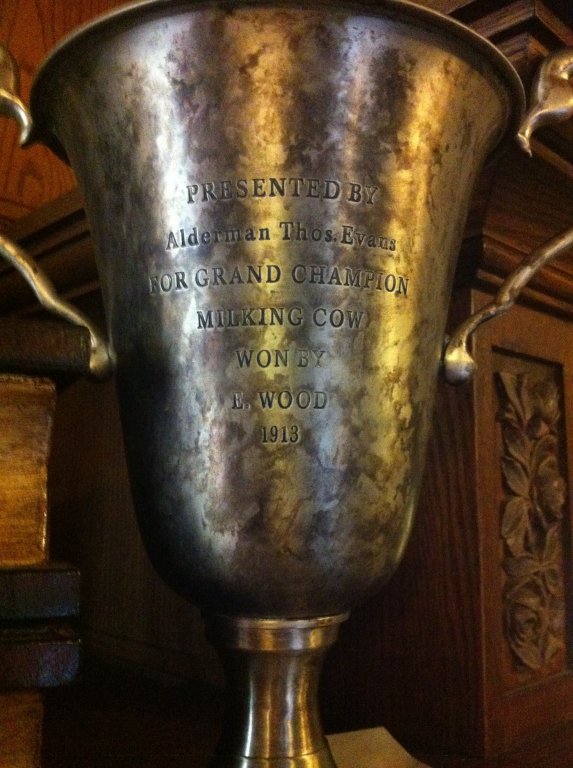 PRESENTED BY
Alderman Thos. Evans
FOR GRAND CHAMPION
MILKING COW
WON BY
E. WOOD
1913